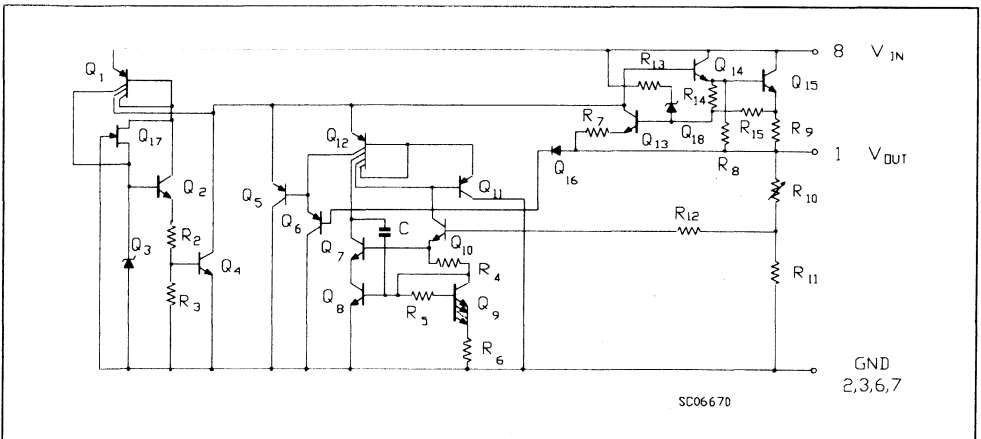 8 V IN
R13
Q1
Q14
Q15
R14
R7
Q17
Q12
Q18
R15
R9
Q13
1 V OUT
R8
Q16
Q2
Q5
Q11
R10
Q6
C
R12
R2
Q3
Q7
Q10
Q4
R4
R11
R3
Q8
R5
Q9
R6
GND
2,3,6,7
SC06670